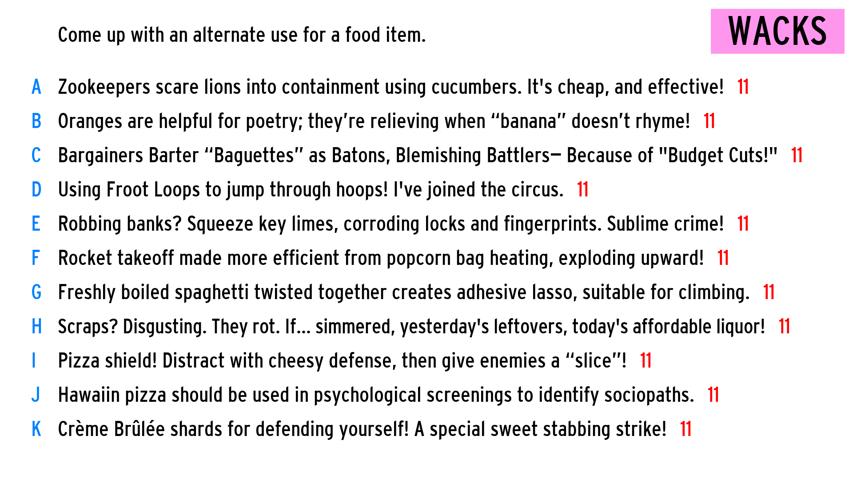 Come up with an alternate use for a food item.
WACKS
A Zookeepers scare lions into containment using cucumbers. It's cheap, and effective! 11
B Oranges are helpful for poetry; they’re relieving when “banana” doesn’t rhyme! 11
C Bargainers Barter “Baguettes” as Batons, Blemishing Battlers— Because of "Budget Cuts!" 11
D Using Froot Loops to jump through hoops! I've joined the circus. 11
E Robbing banks? Squeeze key limes, corroding locks and fingerprints. Sublime crime! 11
F Rocket takeoff made more efficient from popcorn bag heating, exploding upward! 11
G Freshly boiled spaghetti twisted together creates adhesive lasso, suitable for climbing. 11
H Scraps? Disgusting. They rot. If... simmered, yesterday's leftovers, today's affordable liquor! 11
I Pizza shield! Distract with cheesy defense, then give enemies a “slice”! 11
J Hawaiin pizza should be used in psychological screenings to identify sociopaths. 11
K Crème Brûlée shards for defending yourself! A special sweet stabbing strike! 11